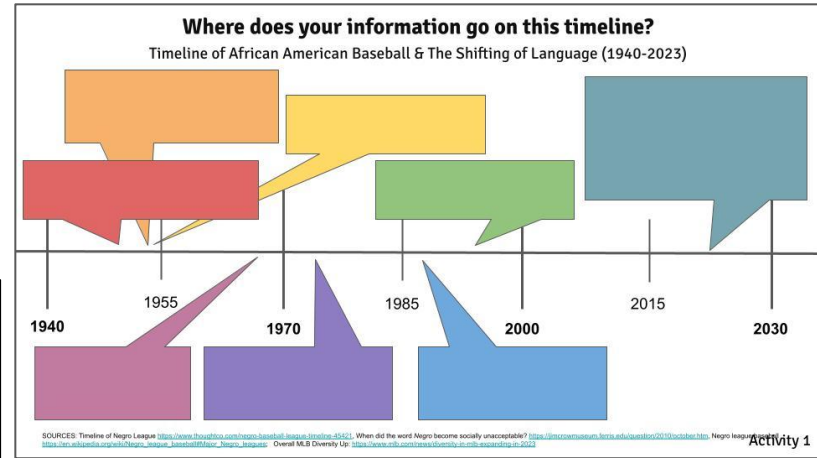 Where does your information go on this timeline?
Timeline of African American Baseball & The Shifting of Language (1940-2023)
1955
1985
2015
1940
1970
2000
2030
SOURCES: Timeline of Negro League https://www.thoughtco.com/negro-baseball-league-timeline-45421, When did the word Negro become socially unacceptable? https://jimcrowmuseum.ferris.edu/question/2010/october.htm, Negro league
https://en.wikipedia.org/wiki/Negro_league_baseball#Major_Negro_leagues; Overall MLB Diversity Up: https://www.mlb.com/news/diversity-in-mlb-expanding-in-2023
Activity 1